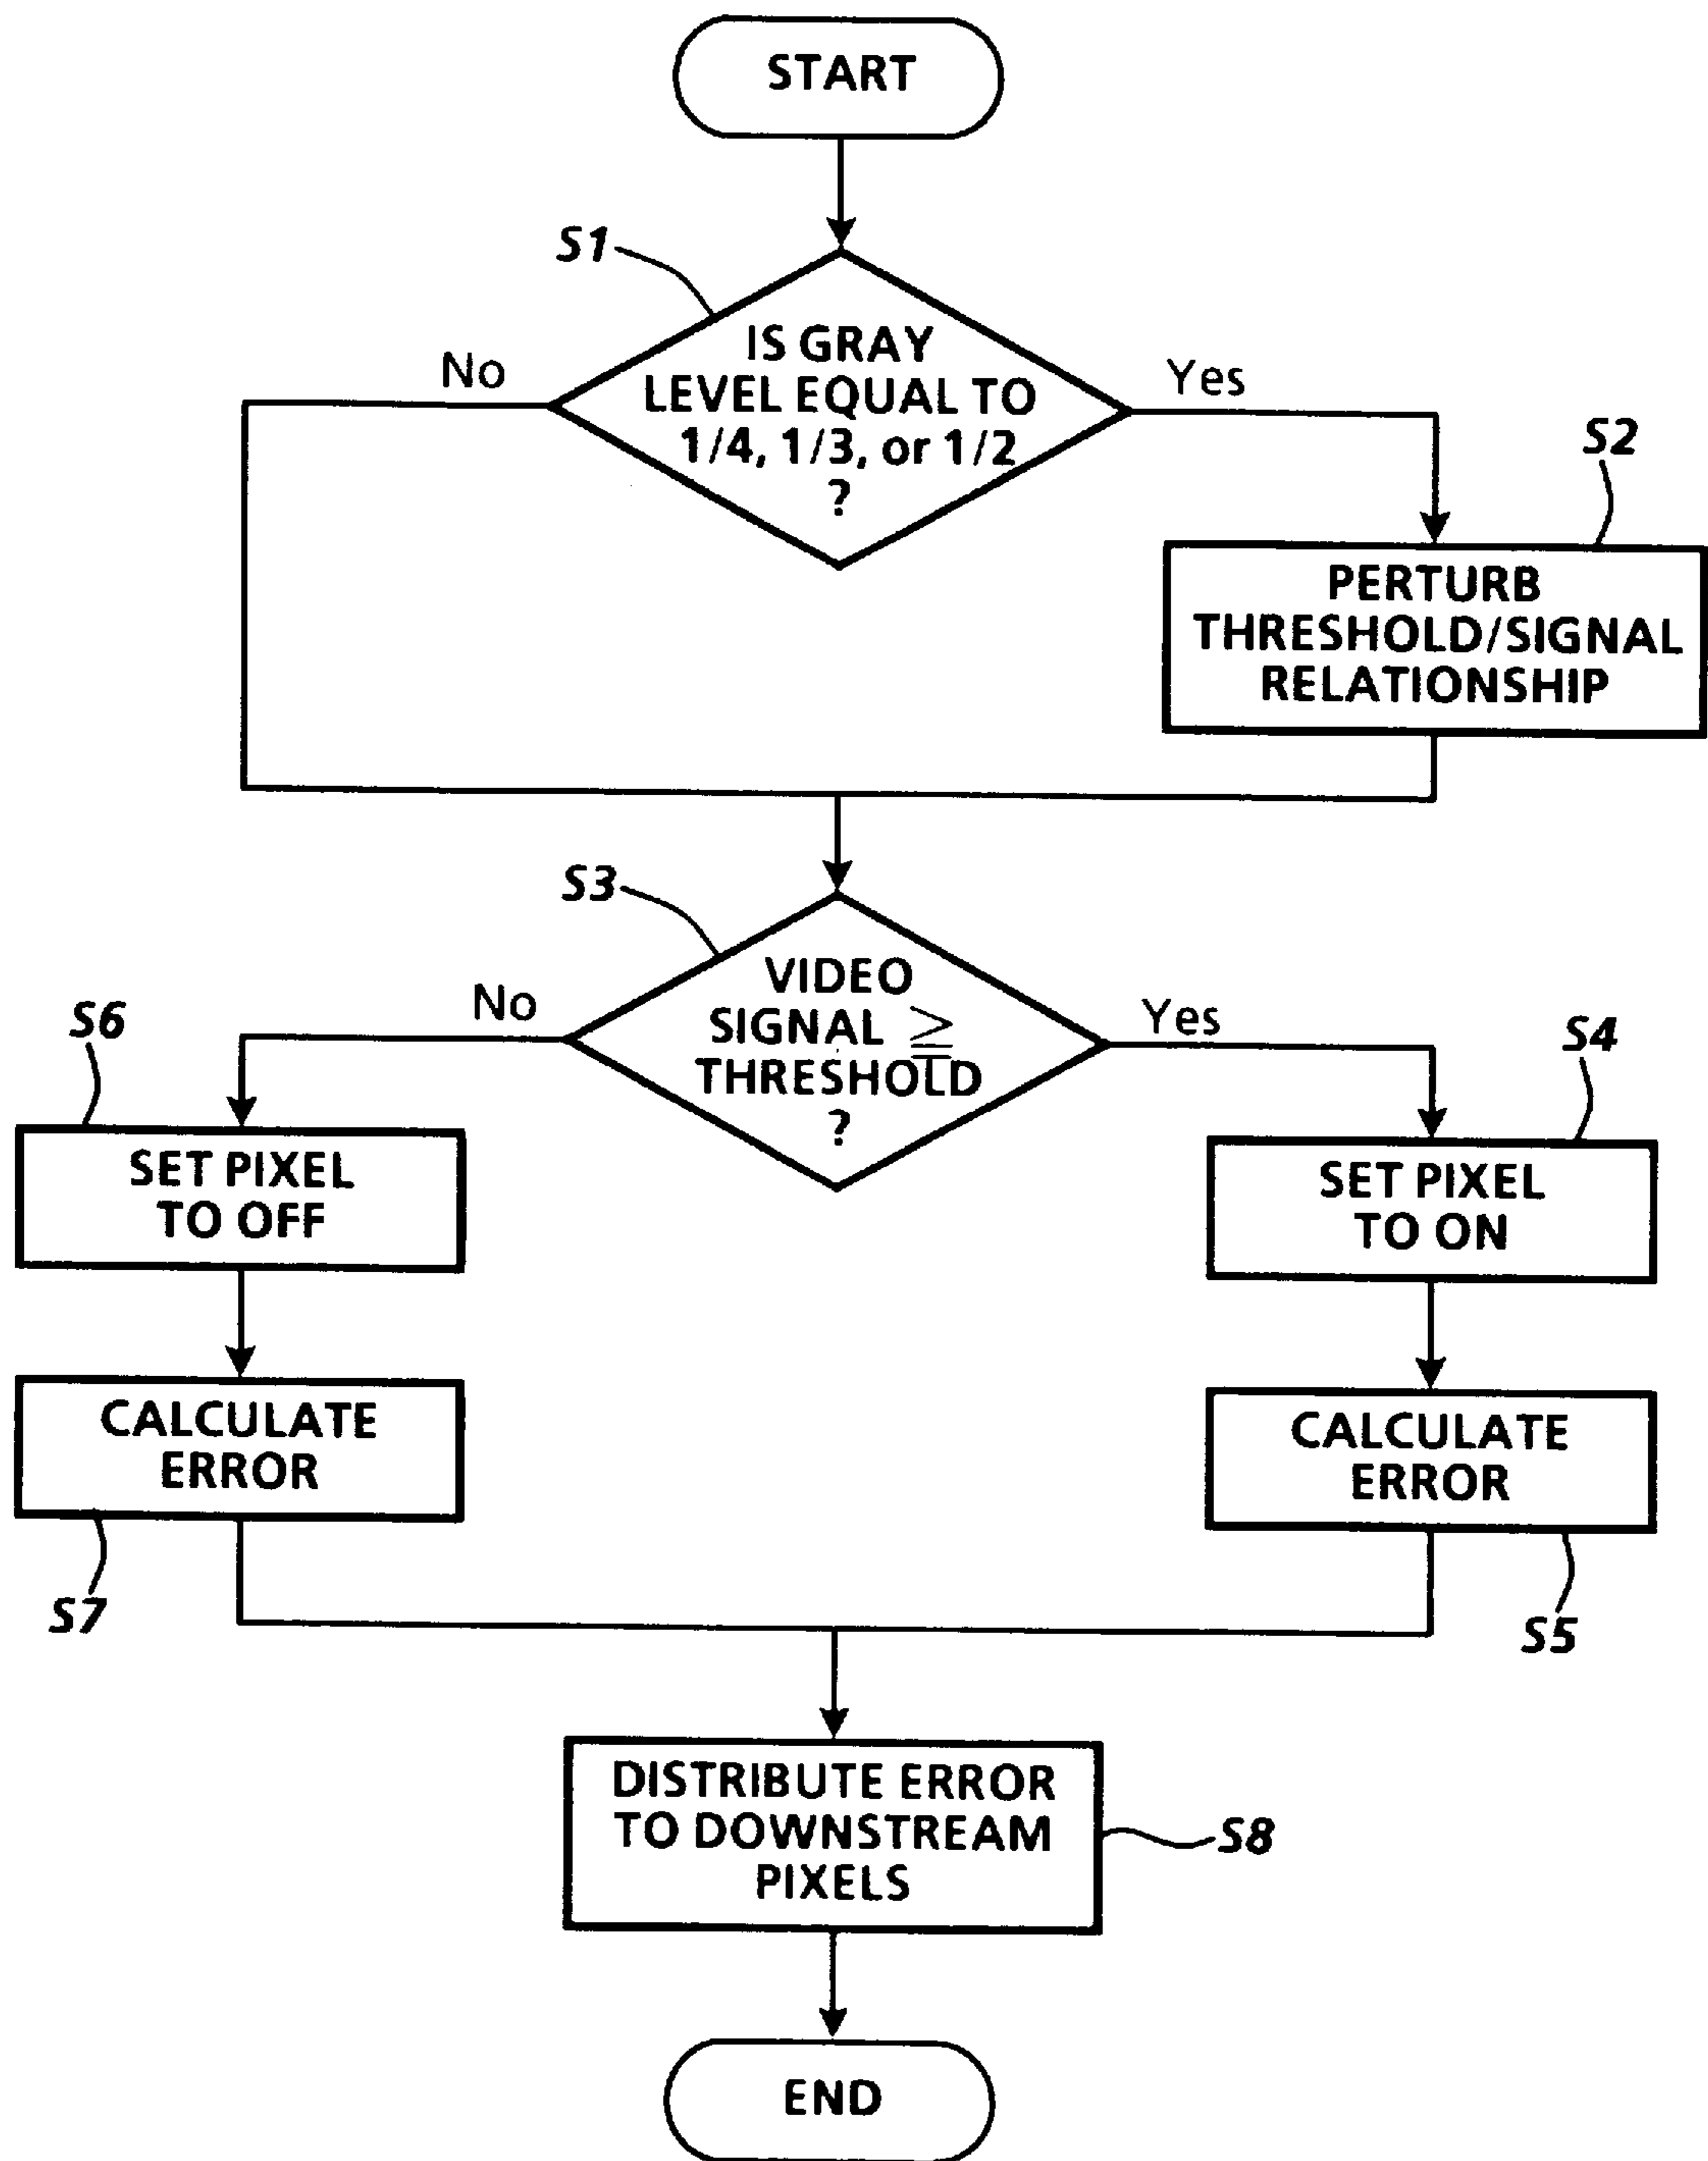 START
S1
IS GRAY
LEVEL EQUAL TO
1/4, 1/3, or 1/2
?
No
Yes
S2
PERTURB
THRESHOLD/SIGNAL
RELATIONSHIP
S3
VIDEO
SIGNAL ≧
THRESHOLD
?
No
Yes
S6
SET PIXEL
TO OFF
S4
SET PIXEL
TO ON
CALCULATE
ERROR
S7
CALCULATE
ERROR
S5
DISTRIBUTE ERROR
TO DOWNSTREAM
PIXELS
S8
END